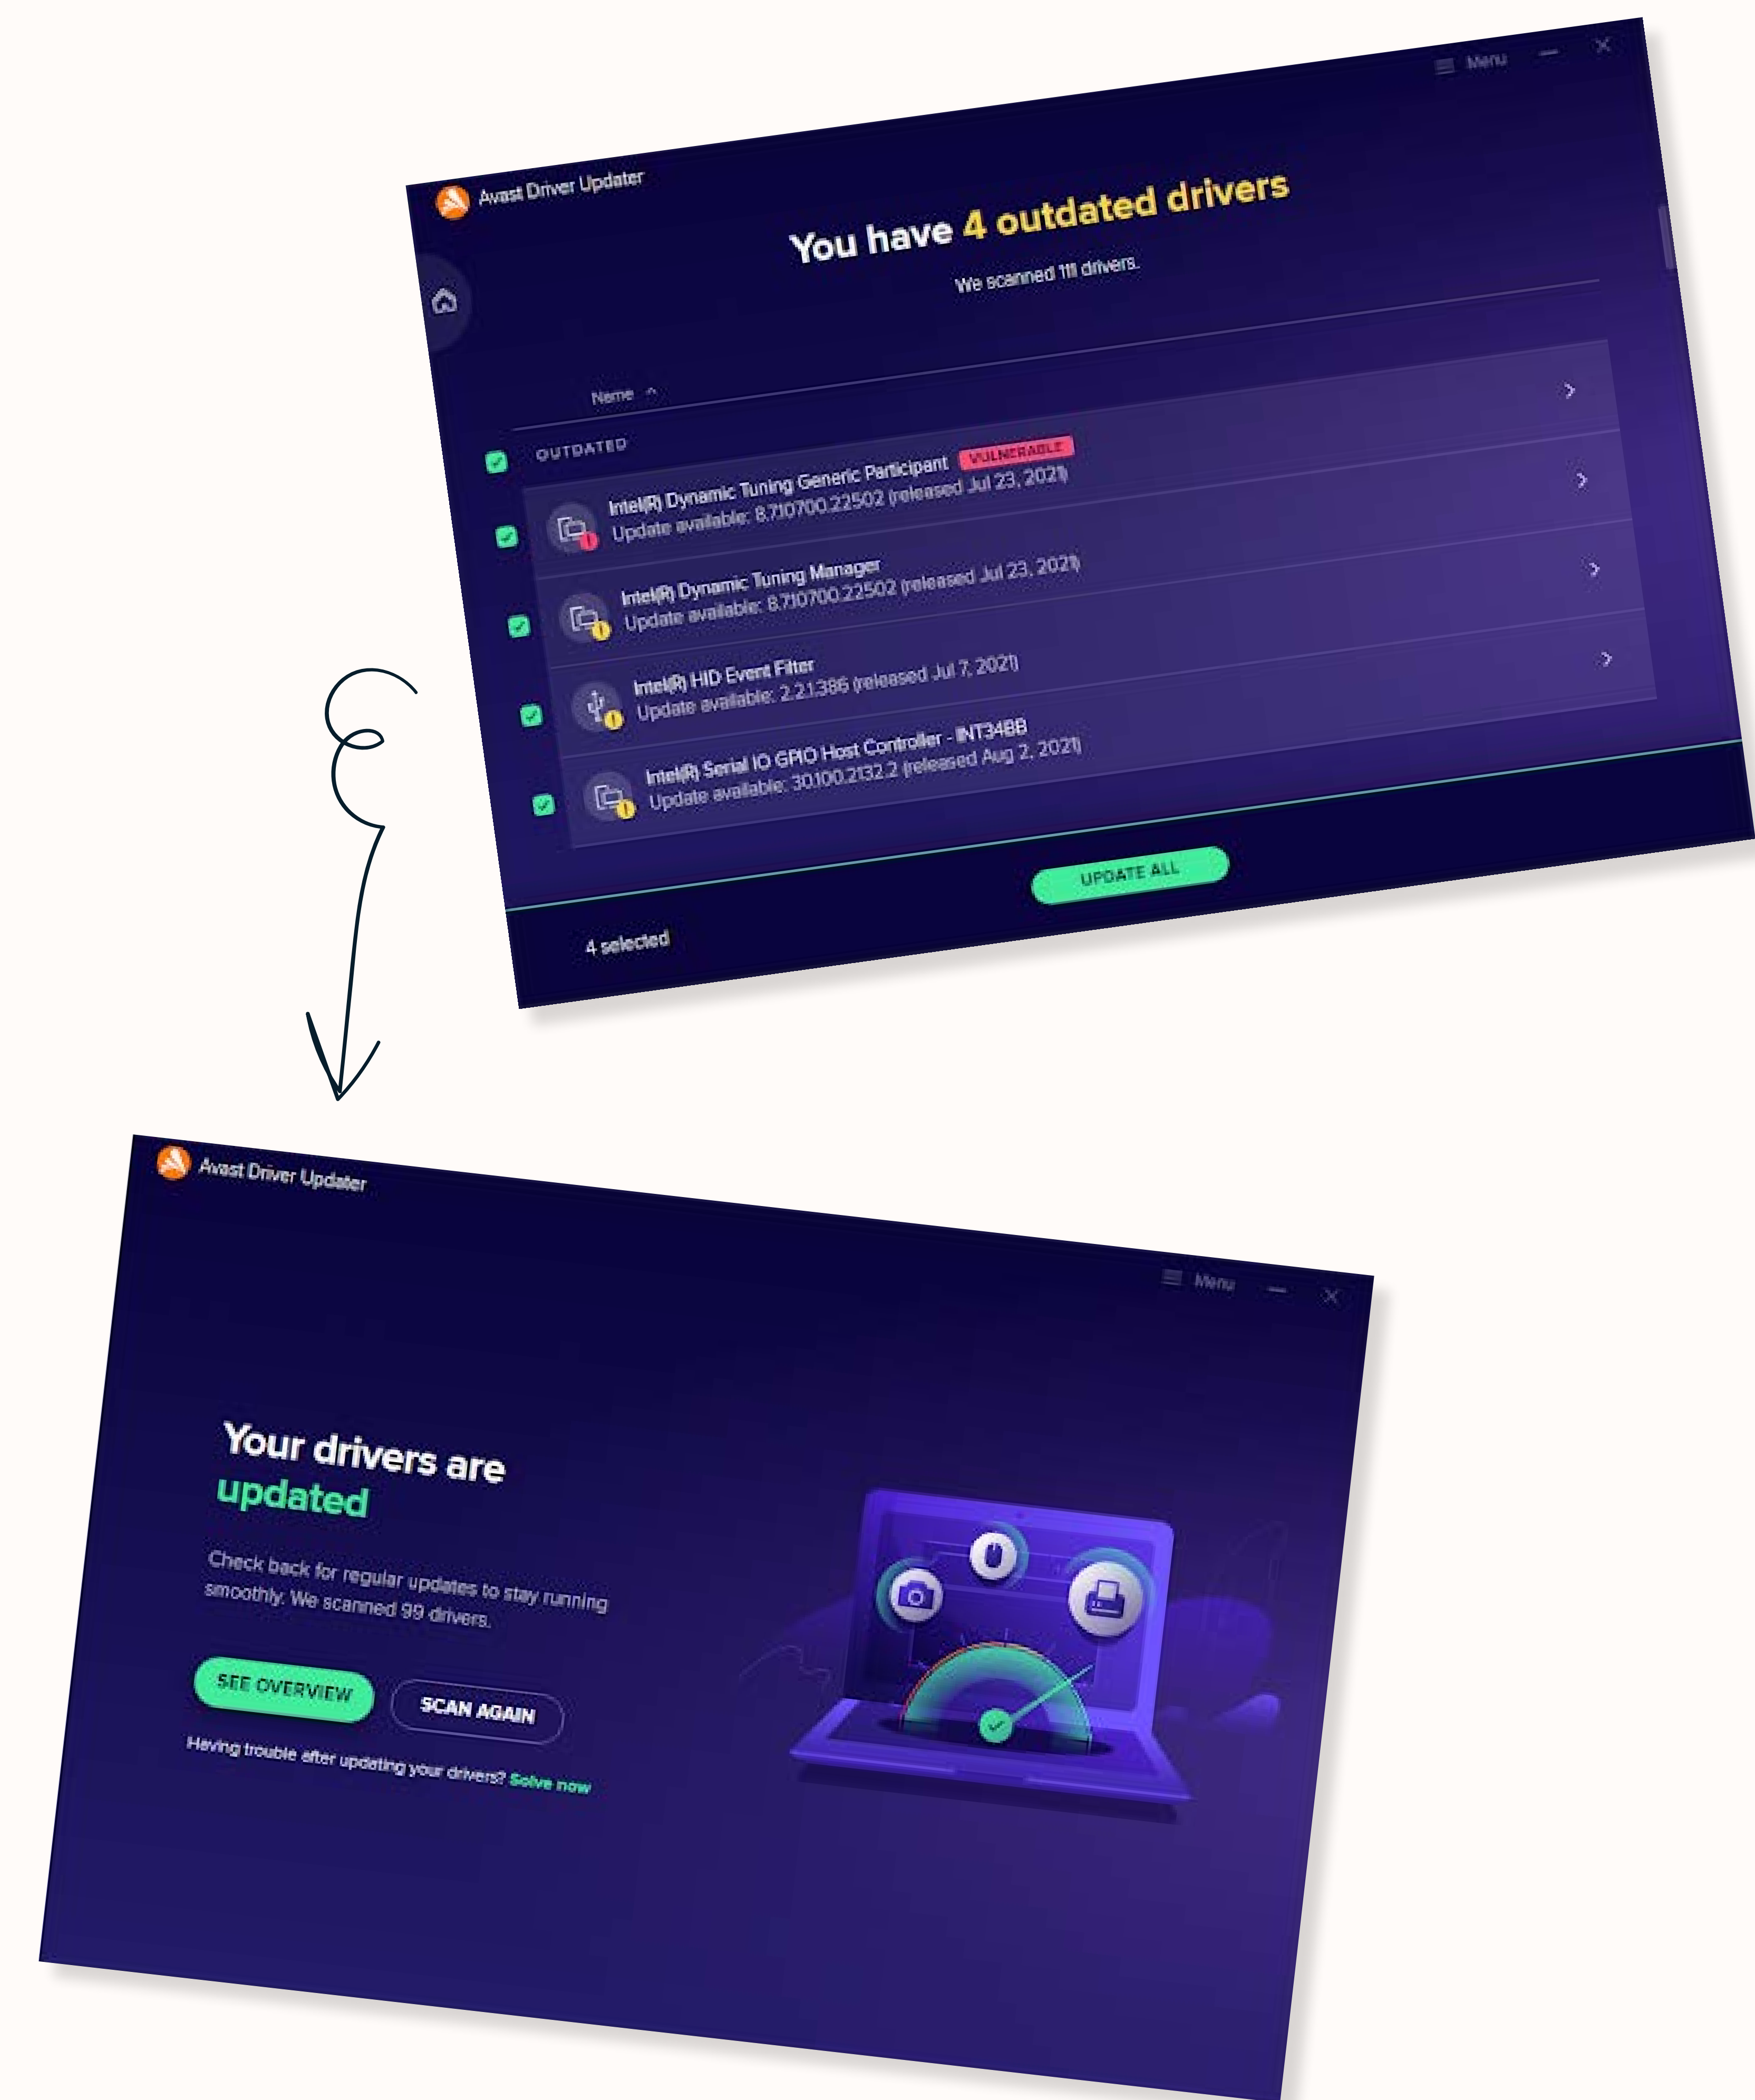 Menu
Avast Driver Updater
You have 4 outdated drivers
We scanned 111 drivers.
Name
OUTDATED
Intel(R) Dynamic Tuning Generic Participant VULNERABLE
Update available: 8.7.10700.22502 (released Jul 23, 2021)
Intel(R) Dynamic Tuning Manager
Update available: 8.7.10700.22502 (released Jul 23, 2021)
Intel(R) HID Event Filter
Update available: 2.2.1.386 (released Jul 7, 2021)
Intel(R) Serial IO GPIO Host Controller - INT34BB
Update available: 30.100.2132.2 (released Aug 2, 2021)
UPDATE ALL
4 selected
Avast Driver Updater
Menu
Your drivers are
updated
Check back for regular updates to stay running
smoothly. We scanned 99 drivers.
SEE OVERVIEW
SCAN AGAIN
Having trouble after updating your drivers? Solve now